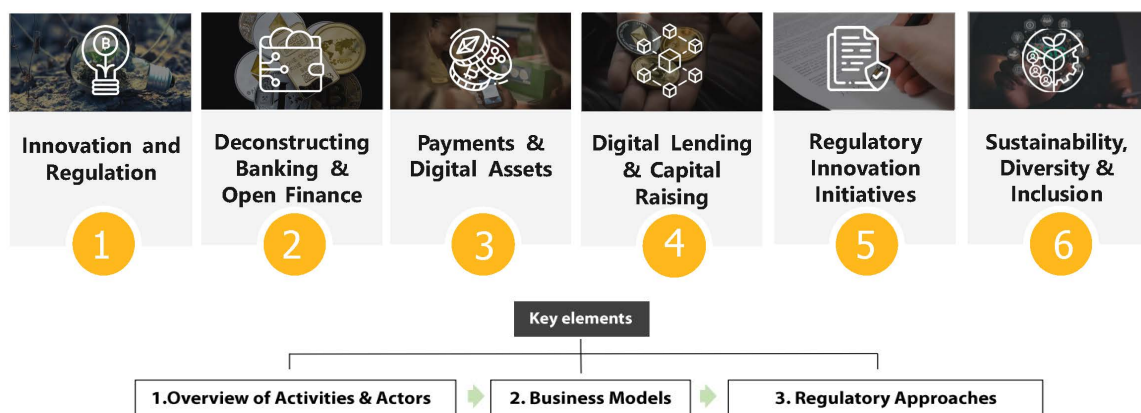 Innovation and
Regulation
1
Deconstructing
Banking &
Open Finance
2
Payments &
Digital Assets
3
Digital Lending
& Capital
Raising
4
Regulatory
Innovation
Initiatives
5
Sustainability,
Diversity &
Inclusion
6
Key elements
1.Overview of Activities & Actors
2. Business Models
3. Regulatory Approaches